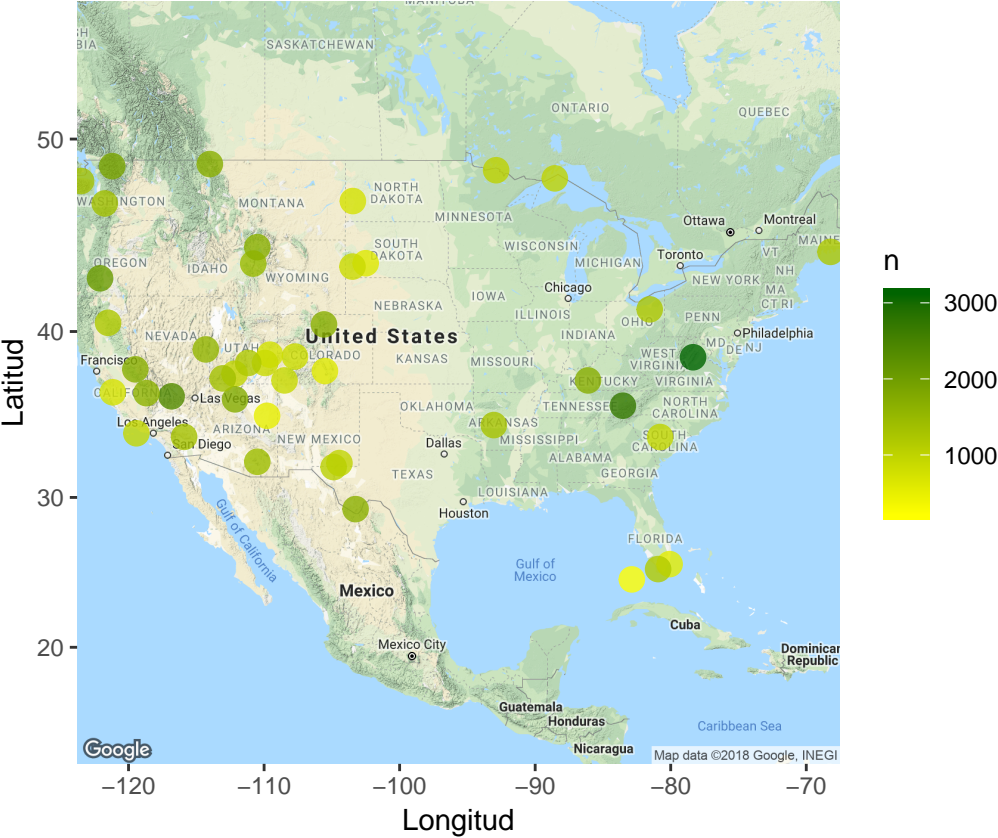 MANITOBA
SASKATCHEWAN
ONTARIO
QUEBEC
50
WASHINGTON
MONTANA
NORTH
DAKOTA
MINNESOTA
Ottawa
Montreal
MAINE
OREGON
IDAHO
WYOMING
SOUTH
DAKOTA
WISCONSIN
MICHIGAN
Toronto
VT
NH
NEW YORK
MA
CT RI
NEBRASKA
IOWA
Chicago
ILLINOIS
INDIANA
OHIO
PENN
40
NEVADA
UTAH
United States
COLORADO
KANSAS
MISSOURI
WEST
VIRGINIA
MD
DE
NJ
Philadelphia
Francisco
CALIFORNIA
Las Vegas
KENTUCKY
VIRGINIA
Los Angeles
ARIZONA
NEW MEXICO
OKLAHOMA
ARKANSAS
TENNESSEE
NORTH
CAROLINA
San Diego
Dallas
MISSISSIPPI
SOUTH
CAROLINA
ALABAMA
TEXAS
GEORGIA
30
LOUISIANA
Houston
Gulf of California
FLORIDA
Gulf of
Mexico
Mexico
Cuba
20
Mexico City
Dominican
Republic
Guatemala
Honduras
Caribbean Sea
Nicaragua
Google
Map data ©2018 Google, INEGI
−120
−110
−100
−90
−80
−70
Longitud
Latitud
n
3000
2000
1000